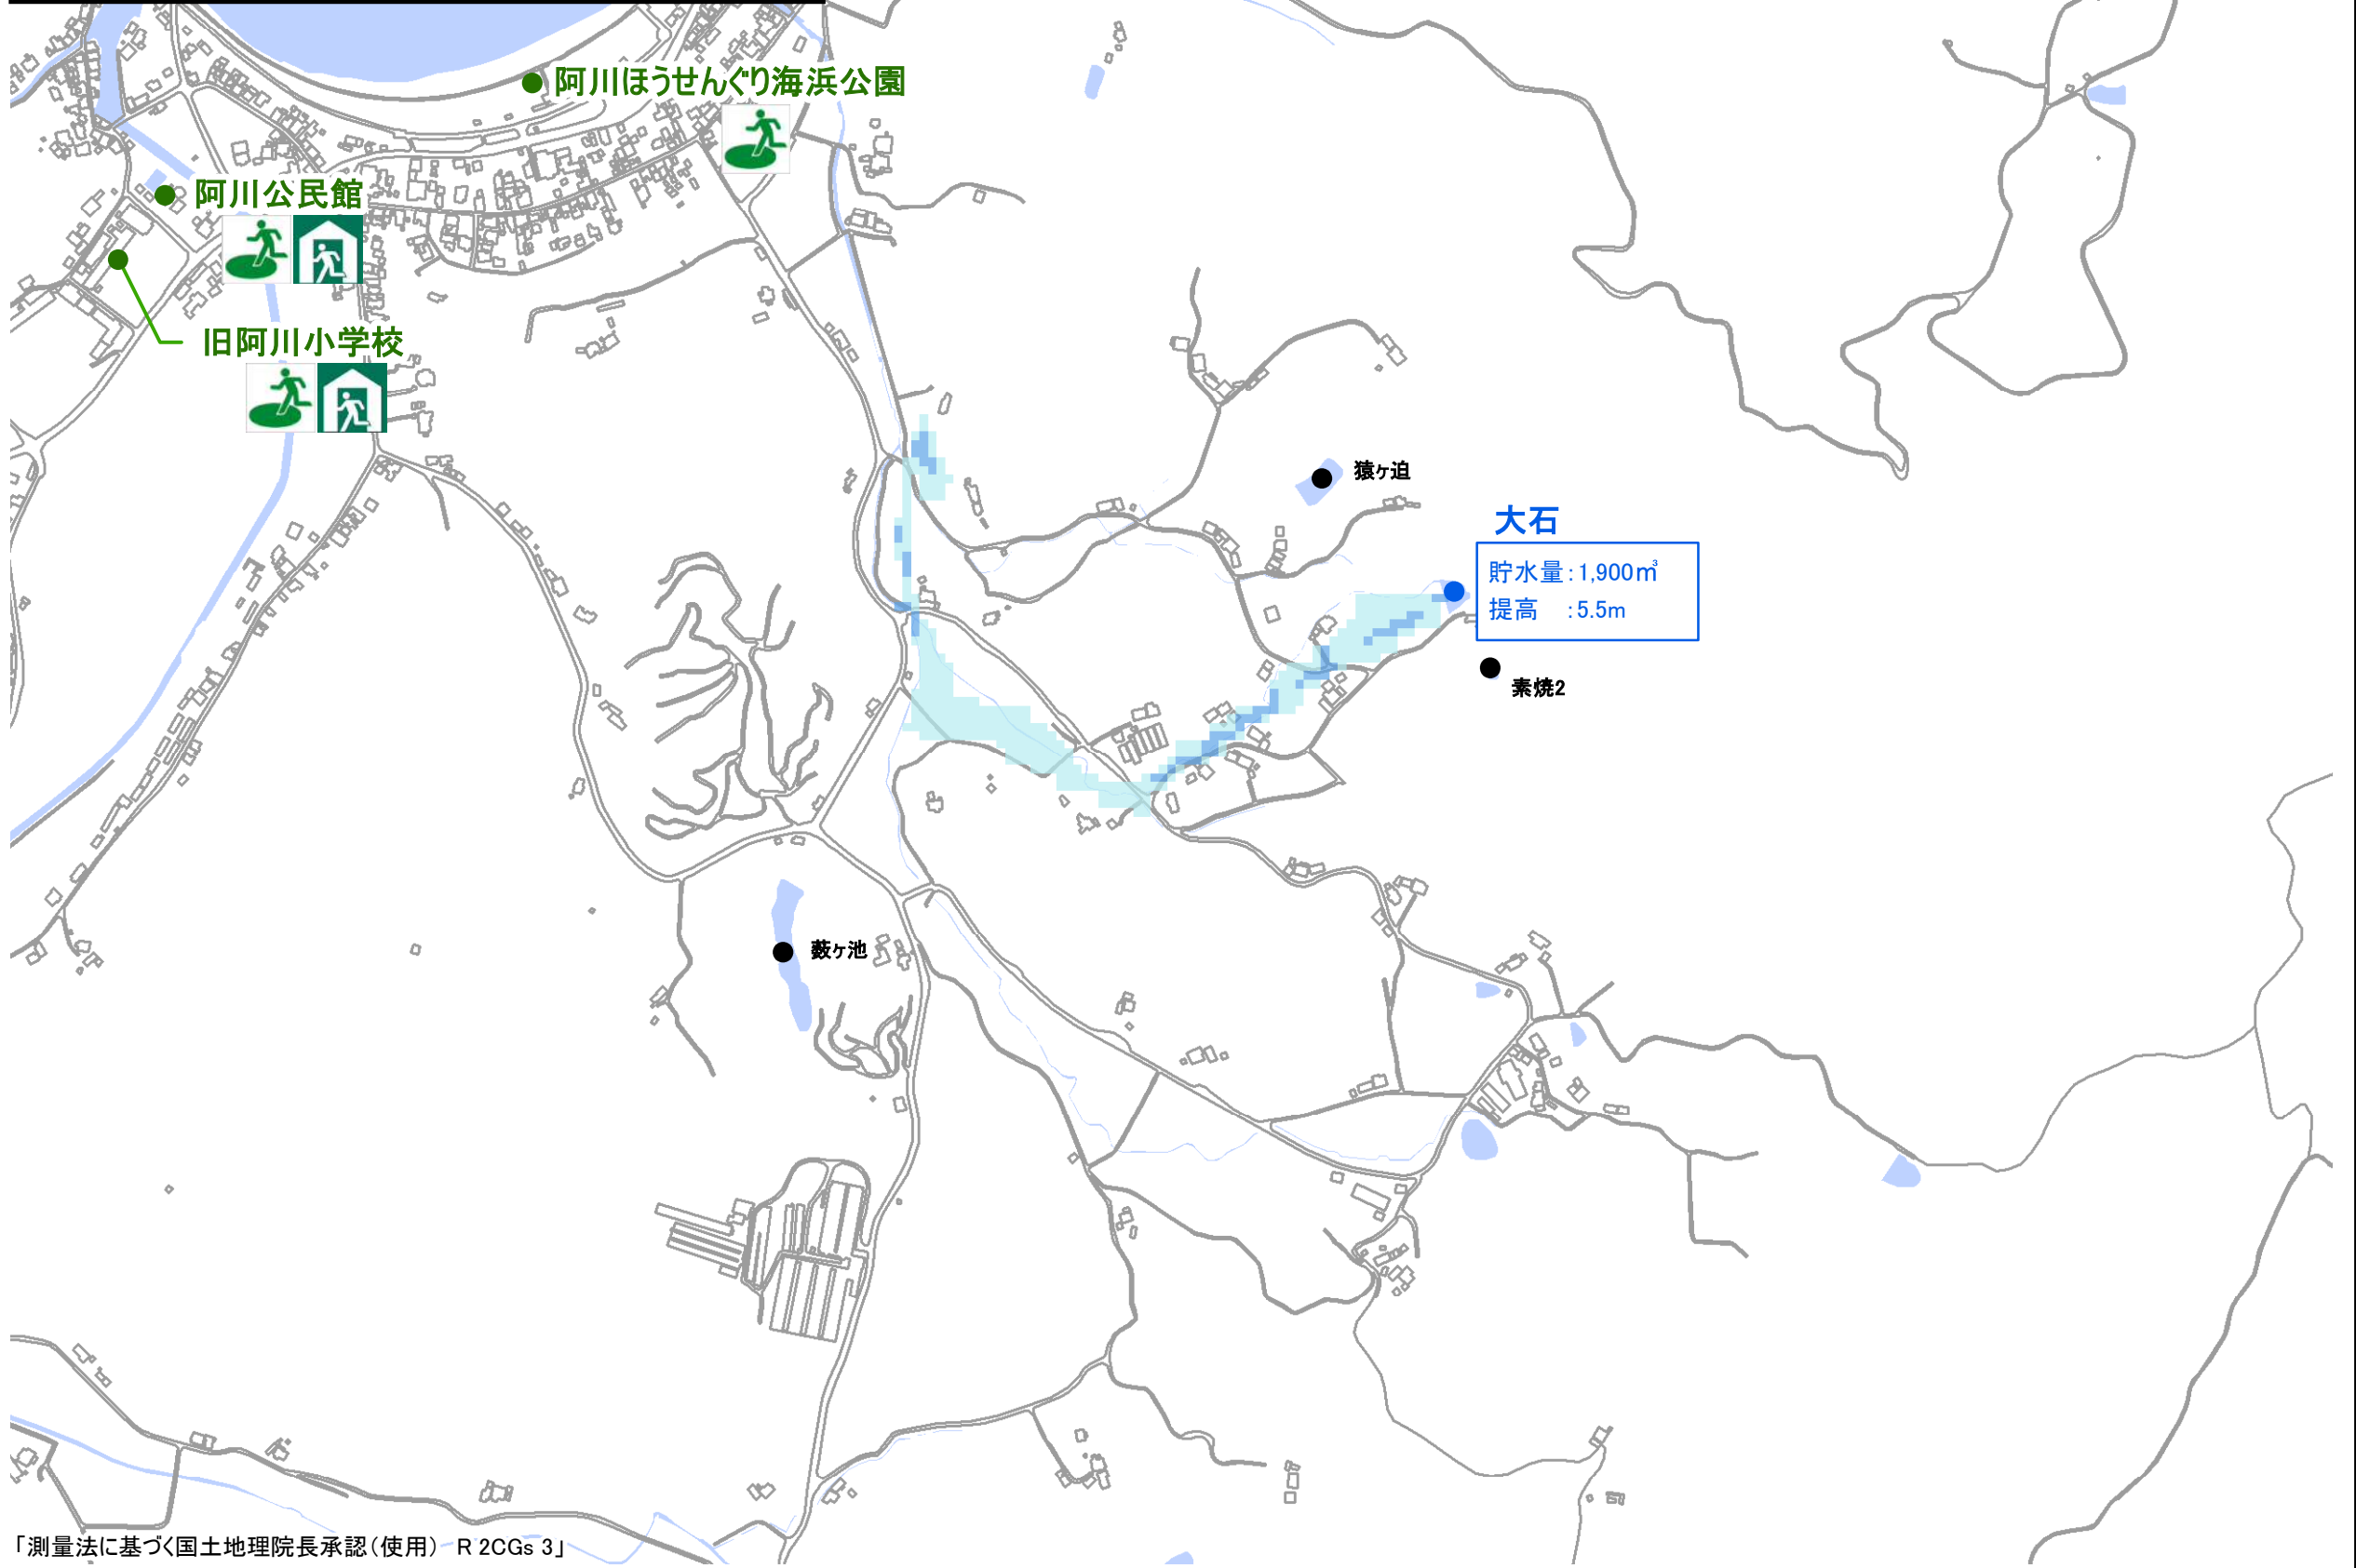 阿川ほうせんぐり海浜公園
阿川公民館
旧阿川小学校
猿ヶ迫
大石
貯水量:1,900㎥
提高　:5.5m
素焼2
薮ヶ池
「測量法に基づく国土地理院長承認(使用) R 2CGs 3」